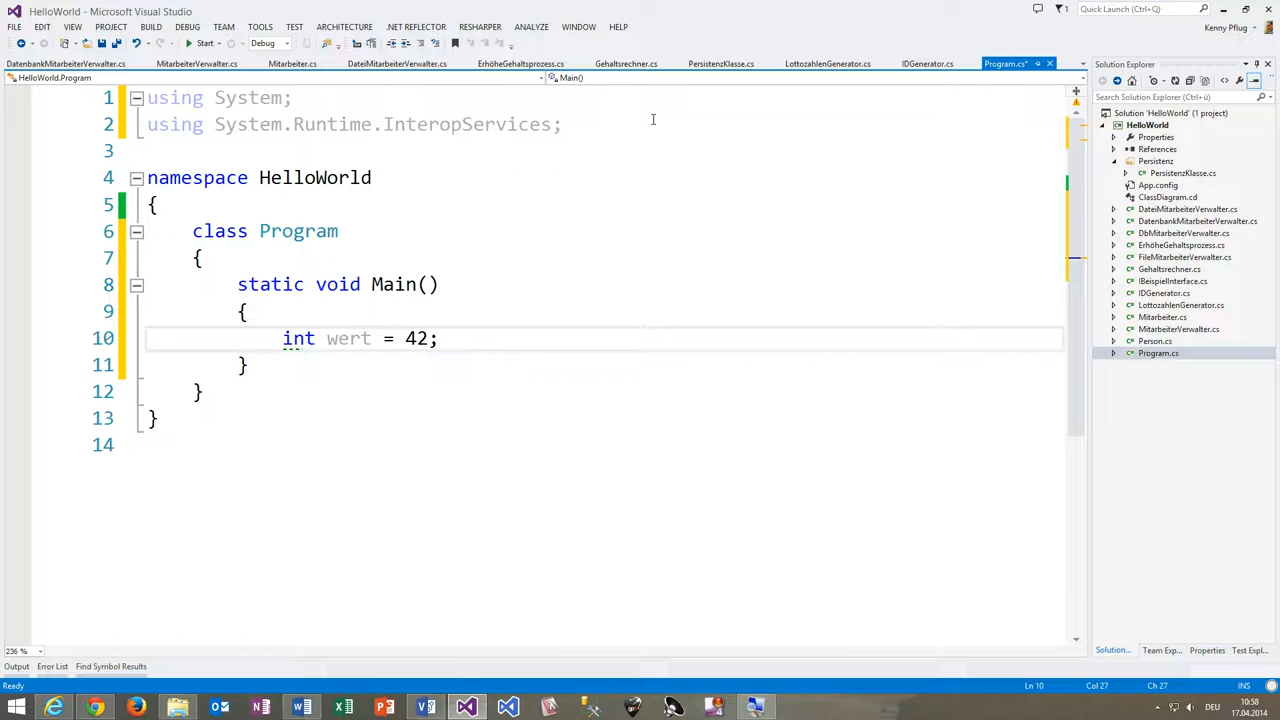 HelloWorld - Microsoft Visual Studio
Quick Launch (Ctrl+Q)
FILE EDIT VIEW PROJECT BUILD DEBUG TEAM TOOLS TEST ARCHITECTURE .NET REFLECTOR RESHARPER ANALYZE WINDOW HELP
Kenny Pflug
Start Debug
DatenbankMitarbeiterVerwalter.cs MitarbeiterVerwalter.cs Mitarbeiter.cs DateiMitarbeiterVerwalter.cs ErhöheGehaltsprozess.cs Gehaltsrechner.cs PersistenzKlasse.cs LottozahlenGenerator.cs IDGenerator.cs Program.cs*
HelloWorld.Program Main()
1 using System;
2 using System.Runtime.InteropServices;
3
4 namespace HelloWorld
5 {
6 class Program
7 {
8 static void Main()
9 {
10 int wert = 42;
11 }
12 }
13 }
14
236 %
Solution Explorer
Search Solution Explorer (Ctrl+ü)
Solution 'HelloWorld' (1 project)
HelloWorld
Properties
References
Persistenz
PersistenzKlasse.cs
App.config
ClassDiagram.cd
DateiMitarbeiterVerwalter.cs
DatenbankMitarbeiterVerwalter.cs
DbMitarbeiterVerwalter.cs
ErhöheGehaltsprozess.cs
FileMitarbeiterVerwalter.cs
Gehaltsrechner.cs
IBeispielInterface.cs
IDGenerator.cs
LottozahlenGenerator.cs
Mitarbeiter.cs
MitarbeiterVerwalter.cs
Person.cs
Program.cs
Solution... Team Exp... Properties Test Expl...
Output Error List Find Symbol Results
Ready Ln 10 Col 27 Ch 27 INS
DEU 10:58
17.04.2014